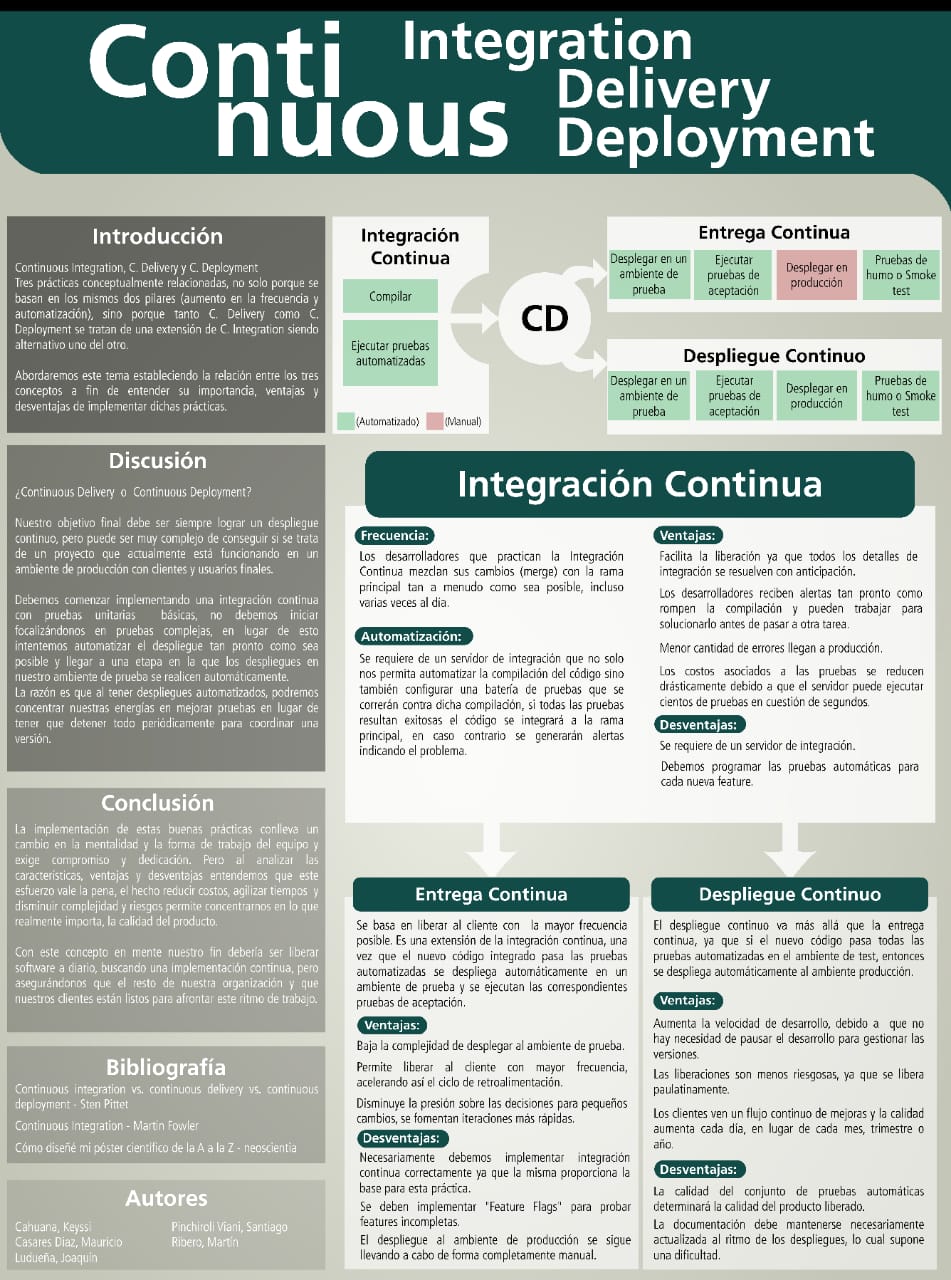 Conti
nuous
Integration
Delivery
Deployment
Introducción
Continuous Integration, C. Delivery y C. Deployment
Tres prácticas conceptualmente relacionadas, no solo porque se
basan en los mismos dos pilares (aumento en la frecuencia y
automatización), sino porque tanto C. Delivery como C.
Deployment se tratan de una extensión de C. Integration siendo
alternativo uno del otro.
Abordaremos este tema estableciendo la relación entre los tres
conceptos a fin de entender su importancia, ventajas y
desventajas de implementar dichas prácticas.
Integración
Continua
Compilar
Ejecutar pruebas
automatizadas
(Automatizado)
(Manual)
CD
Entrega Continua
Desplegar en un
ambiente de
prueba
Ejecutar
pruebas de
aceptación
Desplegar en
producción
Pruebas de
humo o Smoke
test
Despliegue Continuo
Desplegar en un
ambiente de
prueba
Ejecutar
pruebas de
aceptación
Desplegar en
producción
Pruebas de
humo o Smoke
test
Discusión
¿Continuous Delivery o Continuous Deployment?
Nuestro objetivo final debe ser siempre lograr un despliegue
continuo, pero puede ser muy complejo de conseguir si se trata
de un proyecto que actualmente está funcionando en un
ambiente de producción con clientes y usuarios finales.
Debemos comenzar implementando una integración continua
con pruebas unitarias básicas, no debemos iniciar
focalizándonos en pruebas complejas, en lugar de esto
intentemos automatizar el despliegue tan pronto como sea
posible y llegar a una etapa en la que los despliegues en
nuestro ambiente de prueba se realicen automáticamente.
La razón es que al tener despliegues automatizados, podremos
concentrar nuestras energías en mejorar pruebas en lugar de
tener que detener todo periódicamente para coordinar una
versión.
Conclusión
La implementación de estas buenas prácticas conlleva un
cambio en la mentalidad y la forma de trabajo del equipo y
exige compromiso y dedicación. Pero al analizar las
características, ventajas y desventajas entendemos que este
esfuerzo vale la pena, el hecho reducir costos, agilizar tiempos y
disminuir complejidad y riesgos permite concentrarnos en lo que
realmente importa, la calidad del producto.
Con este concepto en mente nuestro fin debería ser liberar
software a diario, buscando una implementación continua, pero
asegurándonos que el resto de nuestra organización y que
nuestros clientes están listos para afrontar este ritmo de trabajo.
Bibliografía
Continuous integration vs. continuous delivery vs. continuous
deployment - Sten Pittet
Continuous Integration - Martin Fowler
Cómo diseñé mi póster científico de la A a la Z - neoscientia
Autores
Cahuana, Keyssi
Casares Diaz, Mauricio
Ludueña, Joaquín
Pinchiroli Viani, Santiago
Ribero, Martín
Integración Continua
Frecuencia:
Los desarrolladores que practican la Integración
Continua mezclan sus cambios (merge) con la rama
principal tan a menudo como sea posible, incluso
varias veces al día.
Automatización:
Se requiere de un servidor de integración que no solo
nos permita automatizar la compilación del código sino
también configurar una batería de pruebas que se
correrán contra dicha compilación, si todas las pruebas
resultan exitosas el código se integrará a la rama
principal, en caso contrario se generarán alertas
indicando el problema.
Ventajas:
Facilita la liberación ya que todos los detalles de
integración se resuelven con anticipación.
Los desarrolladores reciben alertas tan pronto como
rompen la compilación y pueden trabajar para
solucionarlo antes de pasar a otra tarea.
Menor cantidad de errores llegan a producción.
Los costos asociados a las pruebas se reducen
drásticamente debido a que el servidor puede ejecutar
cientos de pruebas en cuestión de segundos.
Desventajas:
Se requiere de un servidor de integración.
Debemos programar las pruebas automáticas para
cada nueva feature.
Entrega Continua
Se basa en liberar al cliente con la mayor frecuencia
posible. Es una extensión de la integración continua, una
vez que el nuevo código integrado pasa las pruebas
automatizadas se despliega automáticamente en un
ambiente de prueba y se ejecutan las correspondientes
pruebas de aceptación.
Ventajas:
Baja la complejidad de desplegar al ambiente de prueba.
Permite liberar al cliente con mayor frecuencia,
acelerando así el ciclo de retroalimentación.
Disminuye la presión sobre las decisiones para pequeños
cambios, se fomentan iteraciones más rápidas.
Desventajas:
Necesariamente debemos implementar integración
continua correctamente ya que la misma proporciona la
base para esta práctica.
Se deben implementar "Feature Flags" para probar
features incompletas.
El despliegue al ambiente de producción se sigue
llevando a cabo de forma completamente manual.
Despliegue Continuo
El despliegue continuo va más allá que la entrega
continua, ya que si el nuevo código pasa todas las
pruebas automatizadas en el ambiente de test, entonces
se despliega automáticamente al ambiente producción.
Ventajas:
Aumenta la velocidad de desarrollo, debido a que no
hay necesidad de pausar el desarrollo para gestionar las
versiones.
Las liberaciones son menos riesgosas, ya que se libera
paulatinamente.
Los clientes ven un flujo continuo de mejoras y la calidad
aumenta cada día, en lugar de cada mes, trimestre o
año.
Desventajas:
La calidad del conjunto de pruebas automáticas
determinará la calidad del producto liberado.
La documentación debe mantenerse necesariamente
actualizada al ritmo de los despliegues, lo cual supone
una dificultad.